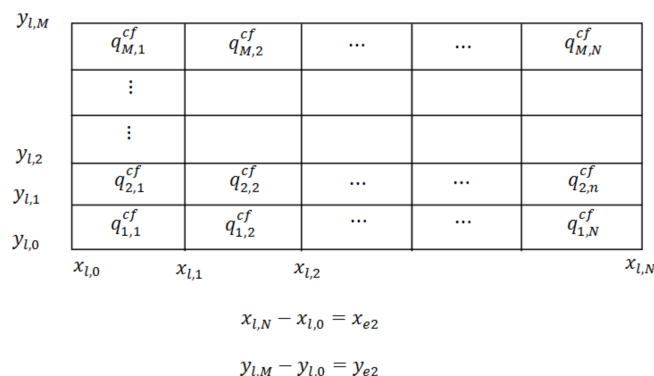 y_{l,M}
q^{cf}_{M,1} q^{cf}_{M,2} ... ... q^{cf}_{M,N}
⋮
⋮
y_{l,2}
q^{cf}_{2,1} q^{cf}_{2,2} ... ... q^{cf}_{2,n}
y_{l,1}
q^{cf}_{1,1} q^{cf}_{1,2} ... ... q^{cf}_{1,N}
y_{l,0}
x_{l,0} x_{l,1} x_{l,2} x_{l,N}
x_{l,N} − x_{l,0} = x_{e2}
y_{l,M} − y_{l,0} = y_{e2}